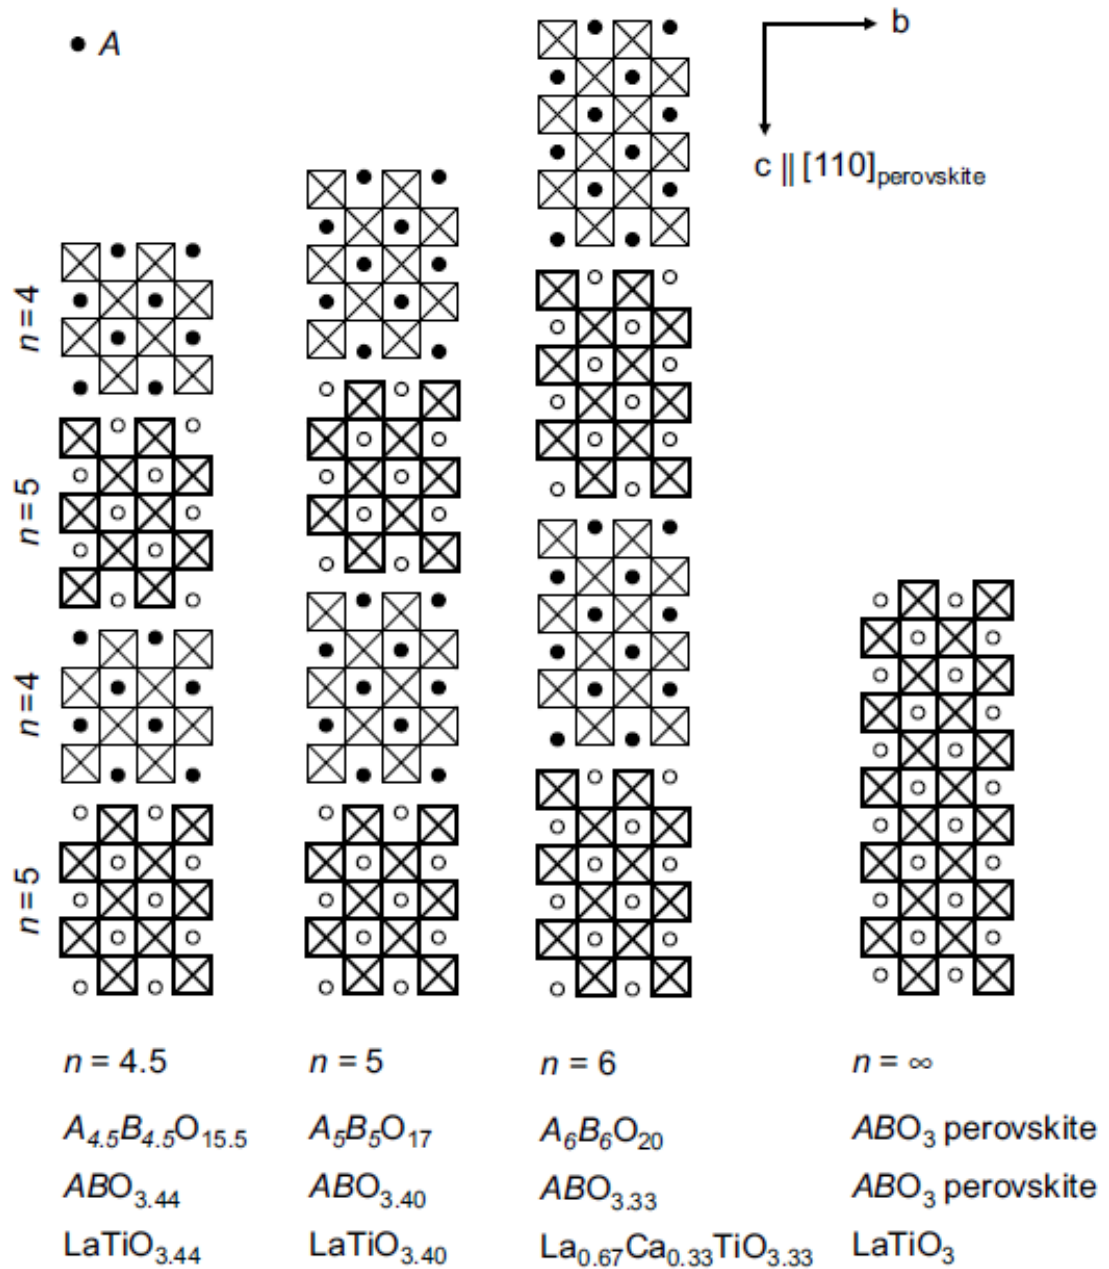 A
b
c || [110]perovskite
n = 4
n = 5
n = 4
n = 5
n = 4.5
n = 5
n = 6
n = ∞
A4.5B4.5O15.5
A5B5O17
A6B6O20
ABO3 perovskite
ABO3.44
ABO3.40
ABO3.33
ABO3 perovskite
LaTiO3.44
LaTiO3.40
La0.67Ca0.33TiO3.33
LaTiO3